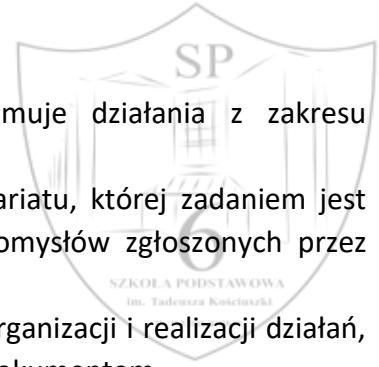 SP
muje działania z zakresu
ariatu, której zadaniem jest
omysłów zgłoszonych przez
6
SZKOŁA PODSTAWOWA
im. Tadeusza Kościuszki
rganizacji i realizacji działań,